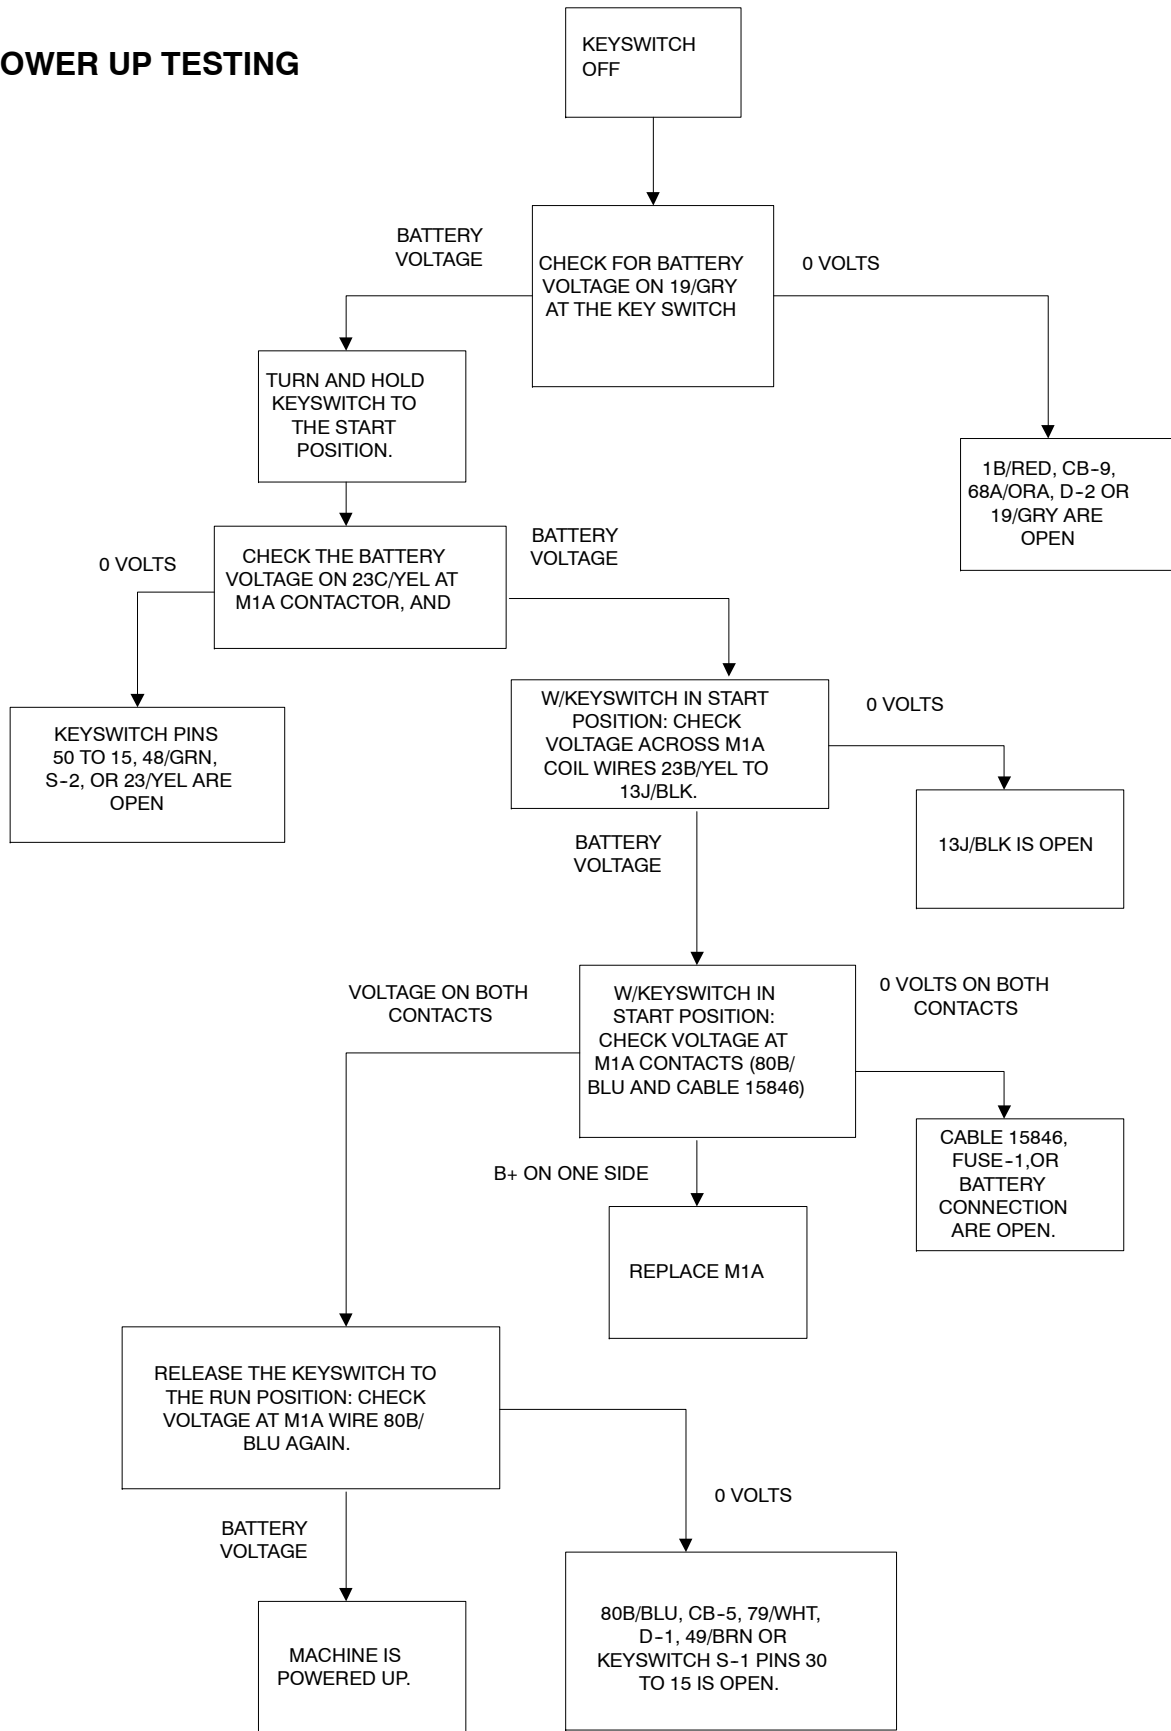 OWER UP TESTING
KEYSWITCH
OFF
BATTERY
VOLTAGE
CHECK FOR BATTERY
VOLTAGE ON 19/GRY
AT THE KEY SWITCH
0 VOLTS
TURN AND HOLD
KEYSWITCH TO
THE START
POSITION.
1B/RED, CB-9,
68A/ORA, D-2 OR
19/GRY ARE
OPEN
0 VOLTS
CHECK THE BATTERY
VOLTAGE ON 23C/YEL AT
M1A CONTACTOR, AND
BATTERY
VOLTAGE
KEYSWITCH PINS
50 TO 15, 48/GRN,
S-2, OR 23/YEL ARE
OPEN
W/KEYSWITCH IN START
POSITION: CHECK
VOLTAGE ACROSS M1A
COIL WIRES 23B/YEL TO
13J/BLK.
0 VOLTS
BATTERY
VOLTAGE
13J/BLK IS OPEN
VOLTAGE ON BOTH
CONTACTS
W/KEYSWITCH IN
START POSITION:
CHECK VOLTAGE AT
M1A CONTACTS (80B/
BLU AND CABLE 15846)
0 VOLTS ON BOTH
CONTACTS
B+ ON ONE SIDE
CABLE 15846,
FUSE-1,OR
BATTERY
CONNECTION
ARE OPEN.
REPLACE M1A
RELEASE THE KEYSWITCH TO
THE RUN POSITION: CHECK
VOLTAGE AT M1A WIRE 80B/
BLU AGAIN.
0 VOLTS
BATTERY
VOLTAGE
80B/BLU, CB-5, 79/WHT,
D-1, 49/BRN OR
KEYSWITCH S-1 PINS 30
TO 15 IS OPEN.
MACHINE IS
POWERED UP.